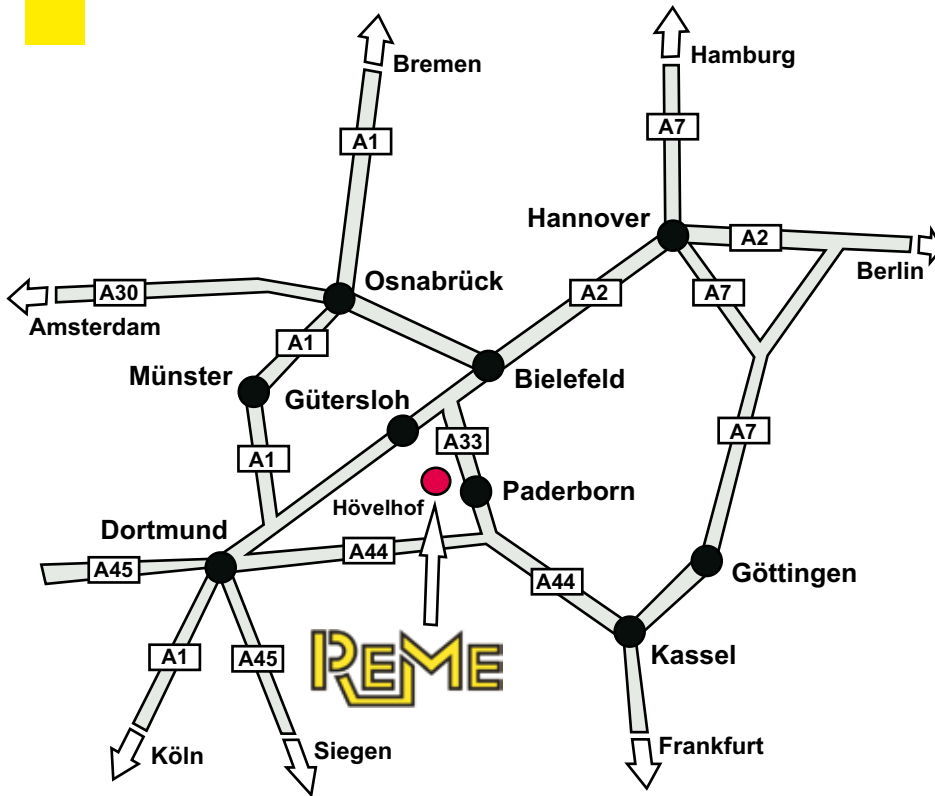 Bremen
Hamburg
A1
A7
Hannover
A2
Berlin
Osnabrück
A30
A2
A7
Amsterdam
A1
Münster
Bielefeld
Gütersloh
A7
A33
A1
Paderborn
Hövelhof
Dortmund
A44
A45
A44
Göttingen
A1
A45
REME
Kassel
Köln
Siegen
Frankfurt